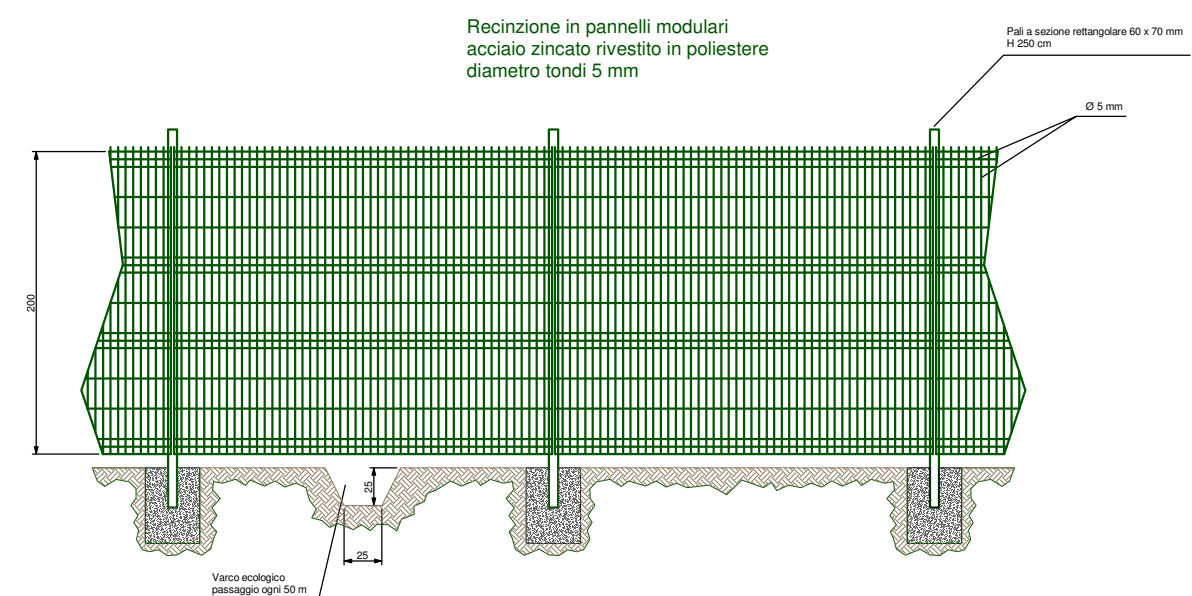 Recinzione in pannelli modulari
acciaio zincato rivestito in poliestere
diametro tondi 5 mm
Pali a sezione rettangolare 60 x 70 mm
H 250 cm
Ø 5 mm
200
25
25
Varco ecologico
passaggio ogni 50 m